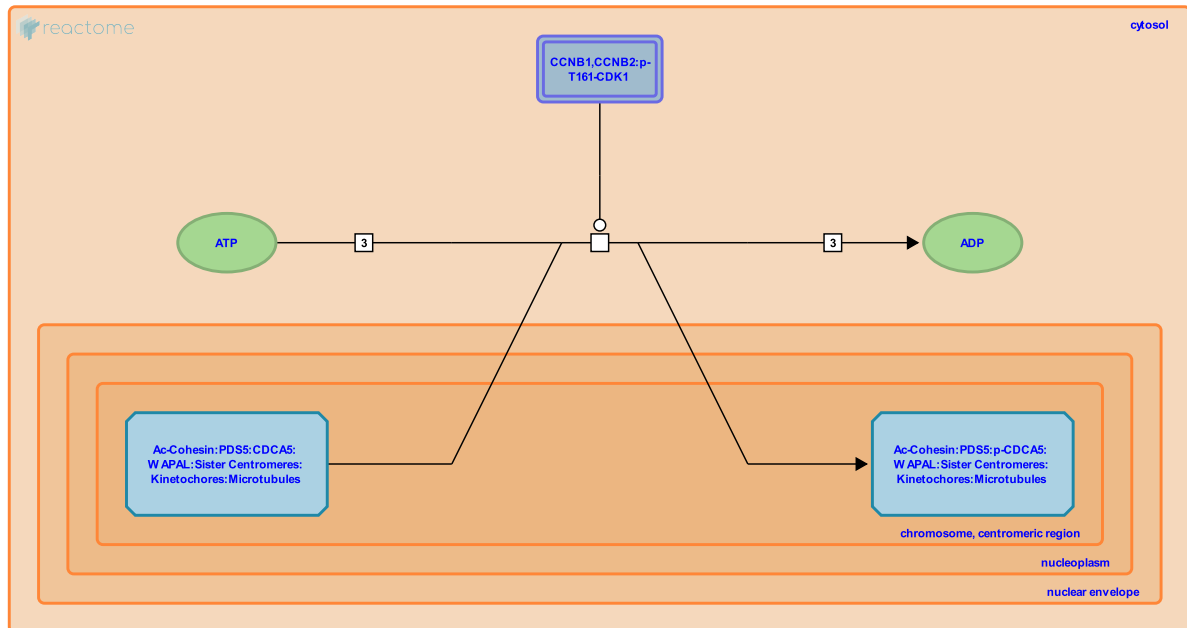 reactome
cytosol
CCNB1,CCNB2:p-
T161-CDK1
ATP
3
3
ADP
Ac-Cohesin:PDS5:CDCA5:
WAPAL:Sister Centromeres:
Kinetochores:Microtubules
Ac-Cohesin:PDS5:p-CDCA5:
WAPAL:Sister Centromeres:
Kinetochores:Microtubules
chromosome, centromeric region
nucleoplasm
nuclear envelope